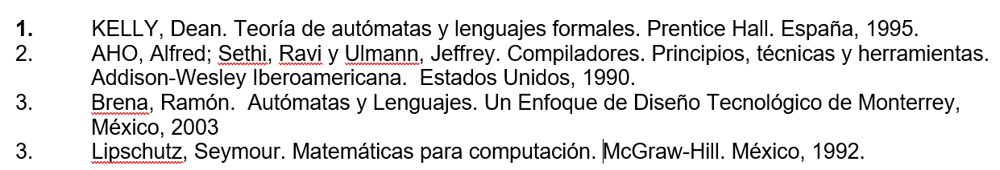 1. KELLY, Dean. Teoría de autómatas y lenguajes formales. Prentice Hall. España, 1995.
2. AHO, Alfred; Sethi, Ravi y Ulmann, Jeffrey. Compiladores. Principios, técnicas y herramientas.
Addison-Wesley Iberoamericana. Estados Unidos, 1990.
3. Brena, Ramón. Autómatas y Lenguajes. Un Enfoque de Diseño Tecnológico de Monterrey,
México, 2003
3. Lipschutz, Seymour. Matemáticas para computación. McGraw-Hill. México, 1992.